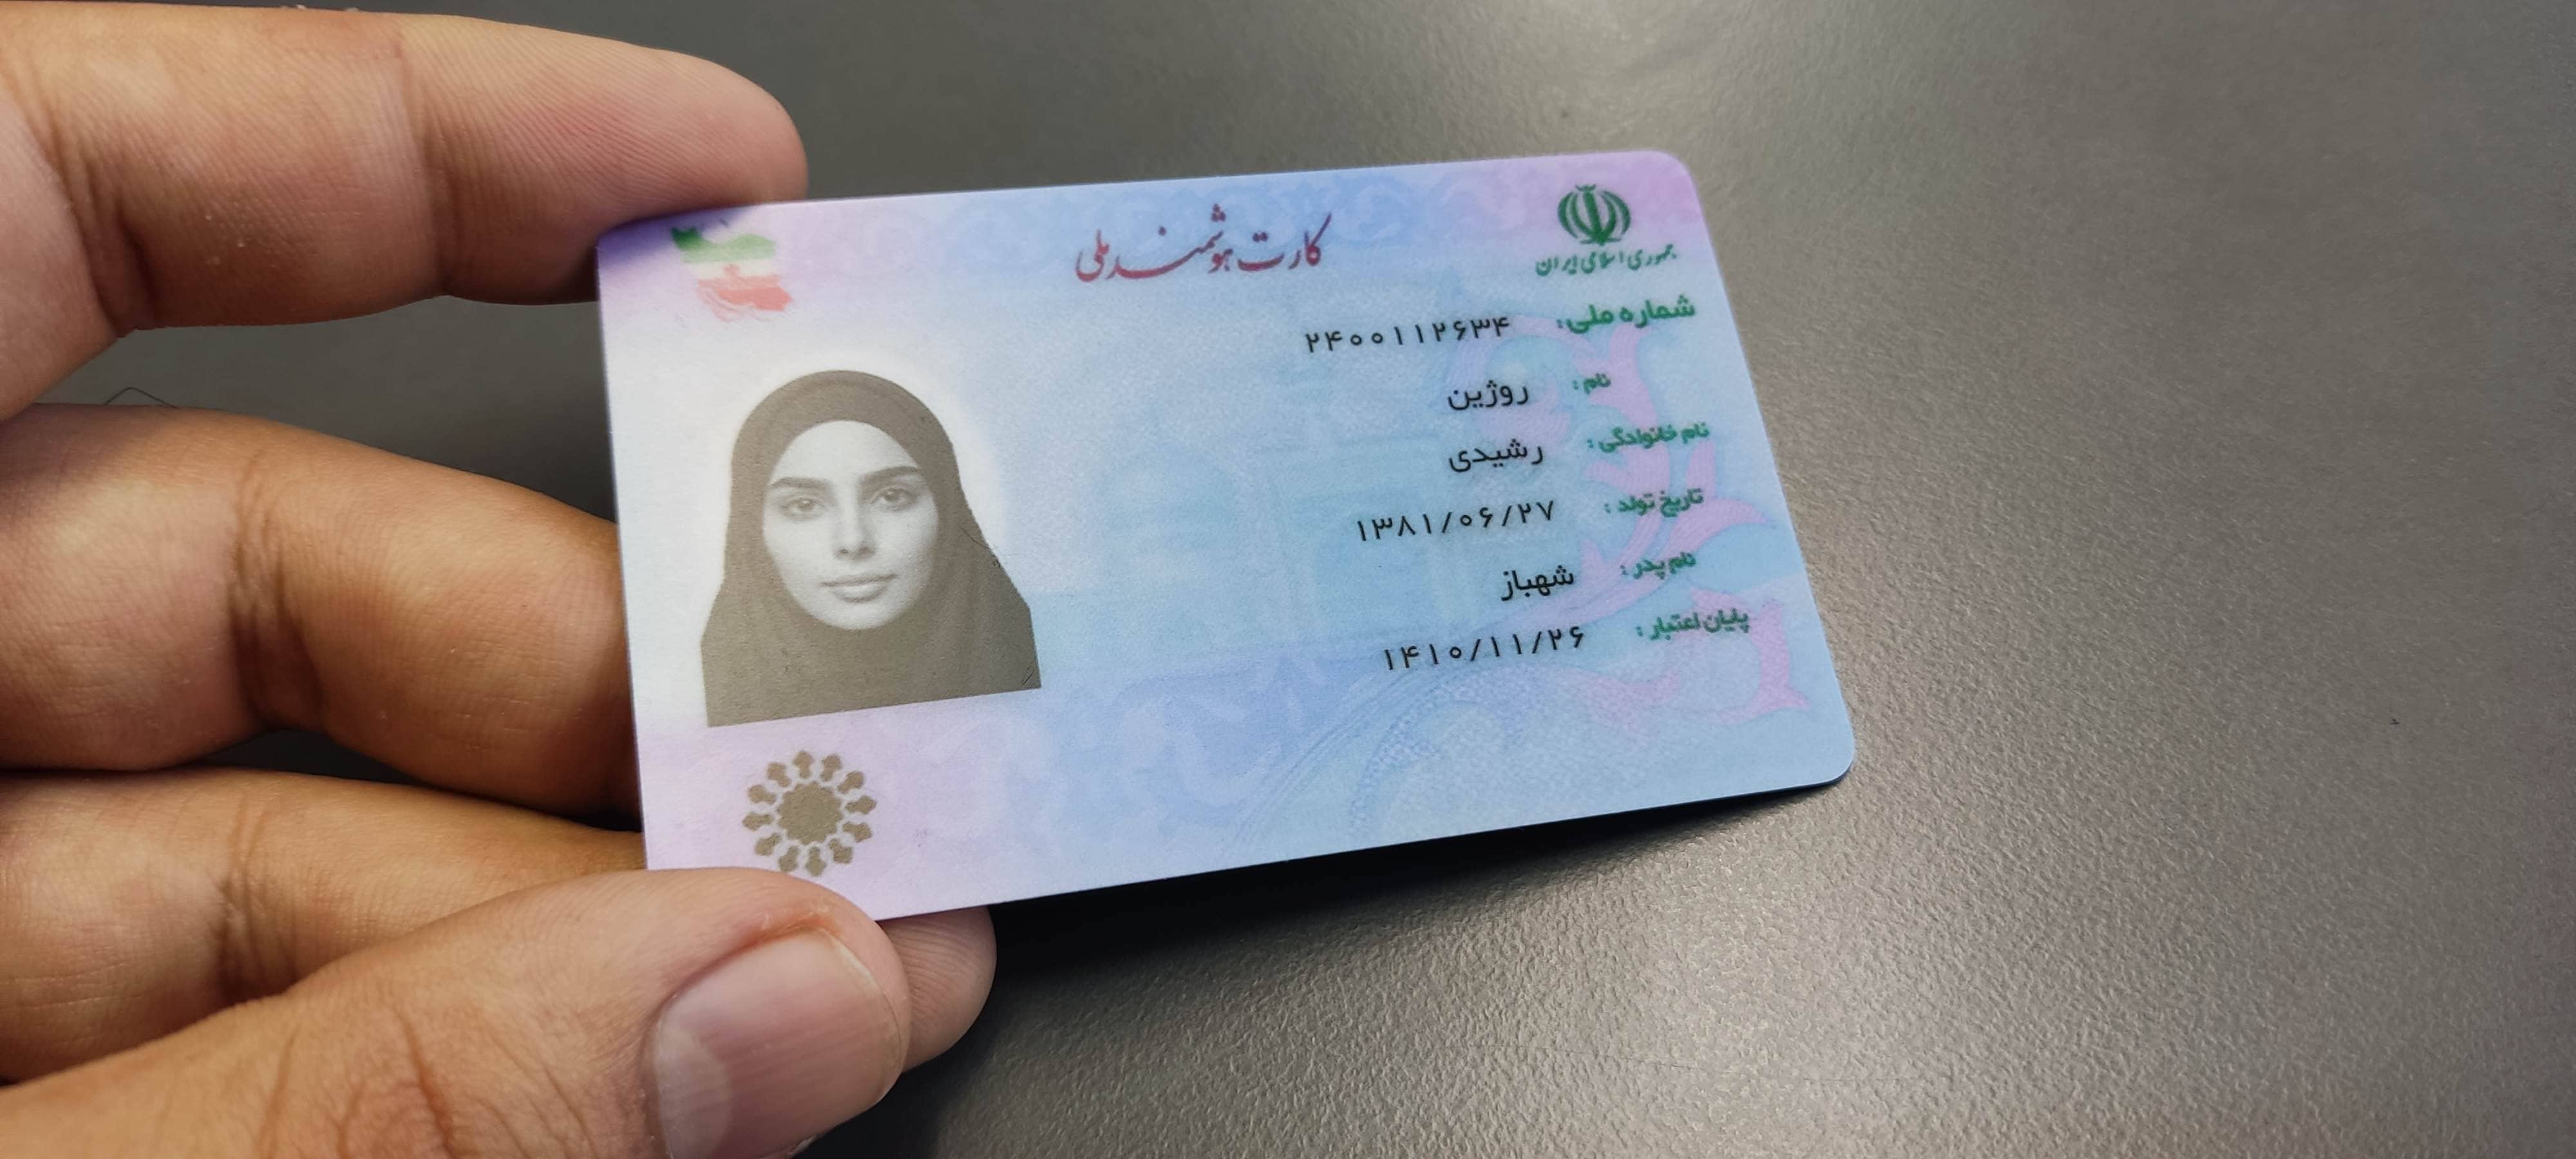 کارت هوشمند ملی
جمهوری اسلامی ایران
شماره ملی: ۲۴۰۰۱۱۲۶۳۴
نام: روژین
نام خانوادگی: رشیدی
تاریخ تولد: ۱۳۸۱/۰۶/۲۷
نام پدر: شهباز
پایان اعتبار: ۱۴۱۰/۱۱/۲۶